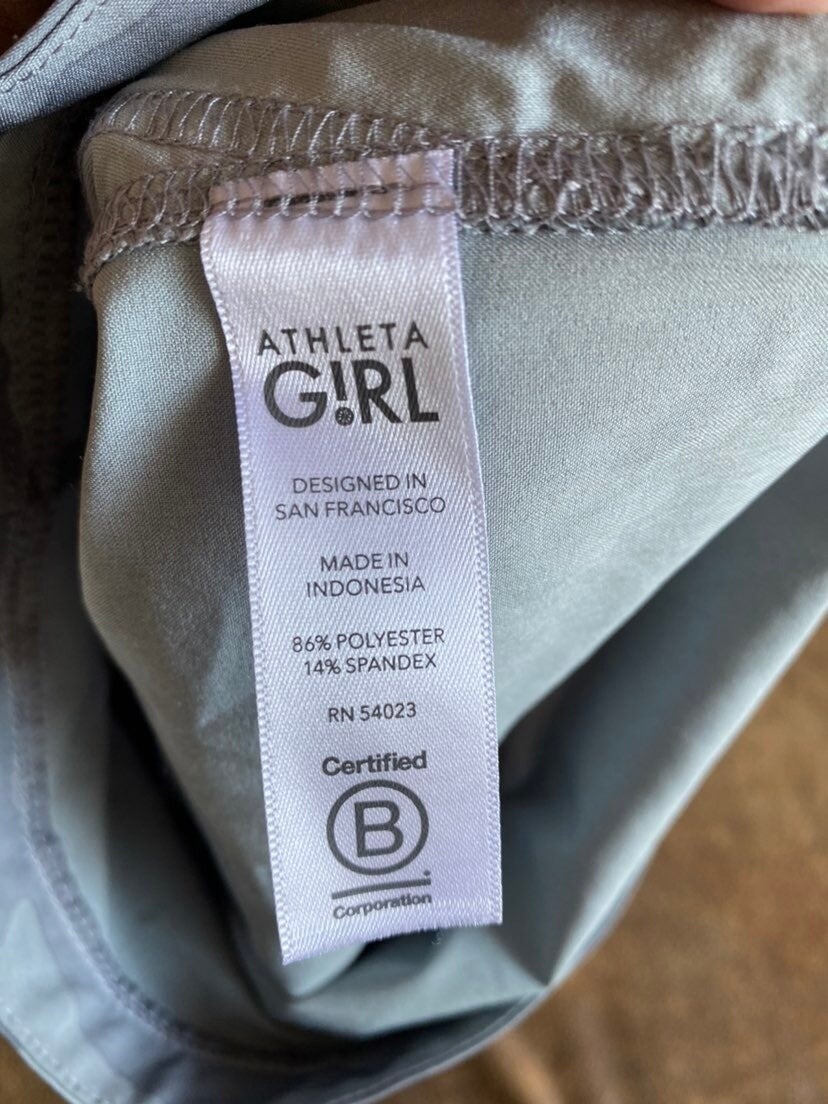 ATHLETA
G!RL
DESIGNED IN
SAN FRANCISCO
MADE IN
INDONESIA
86% POLYESTER
14% SPANDEX
RN 54023
Certified
B
Corporation